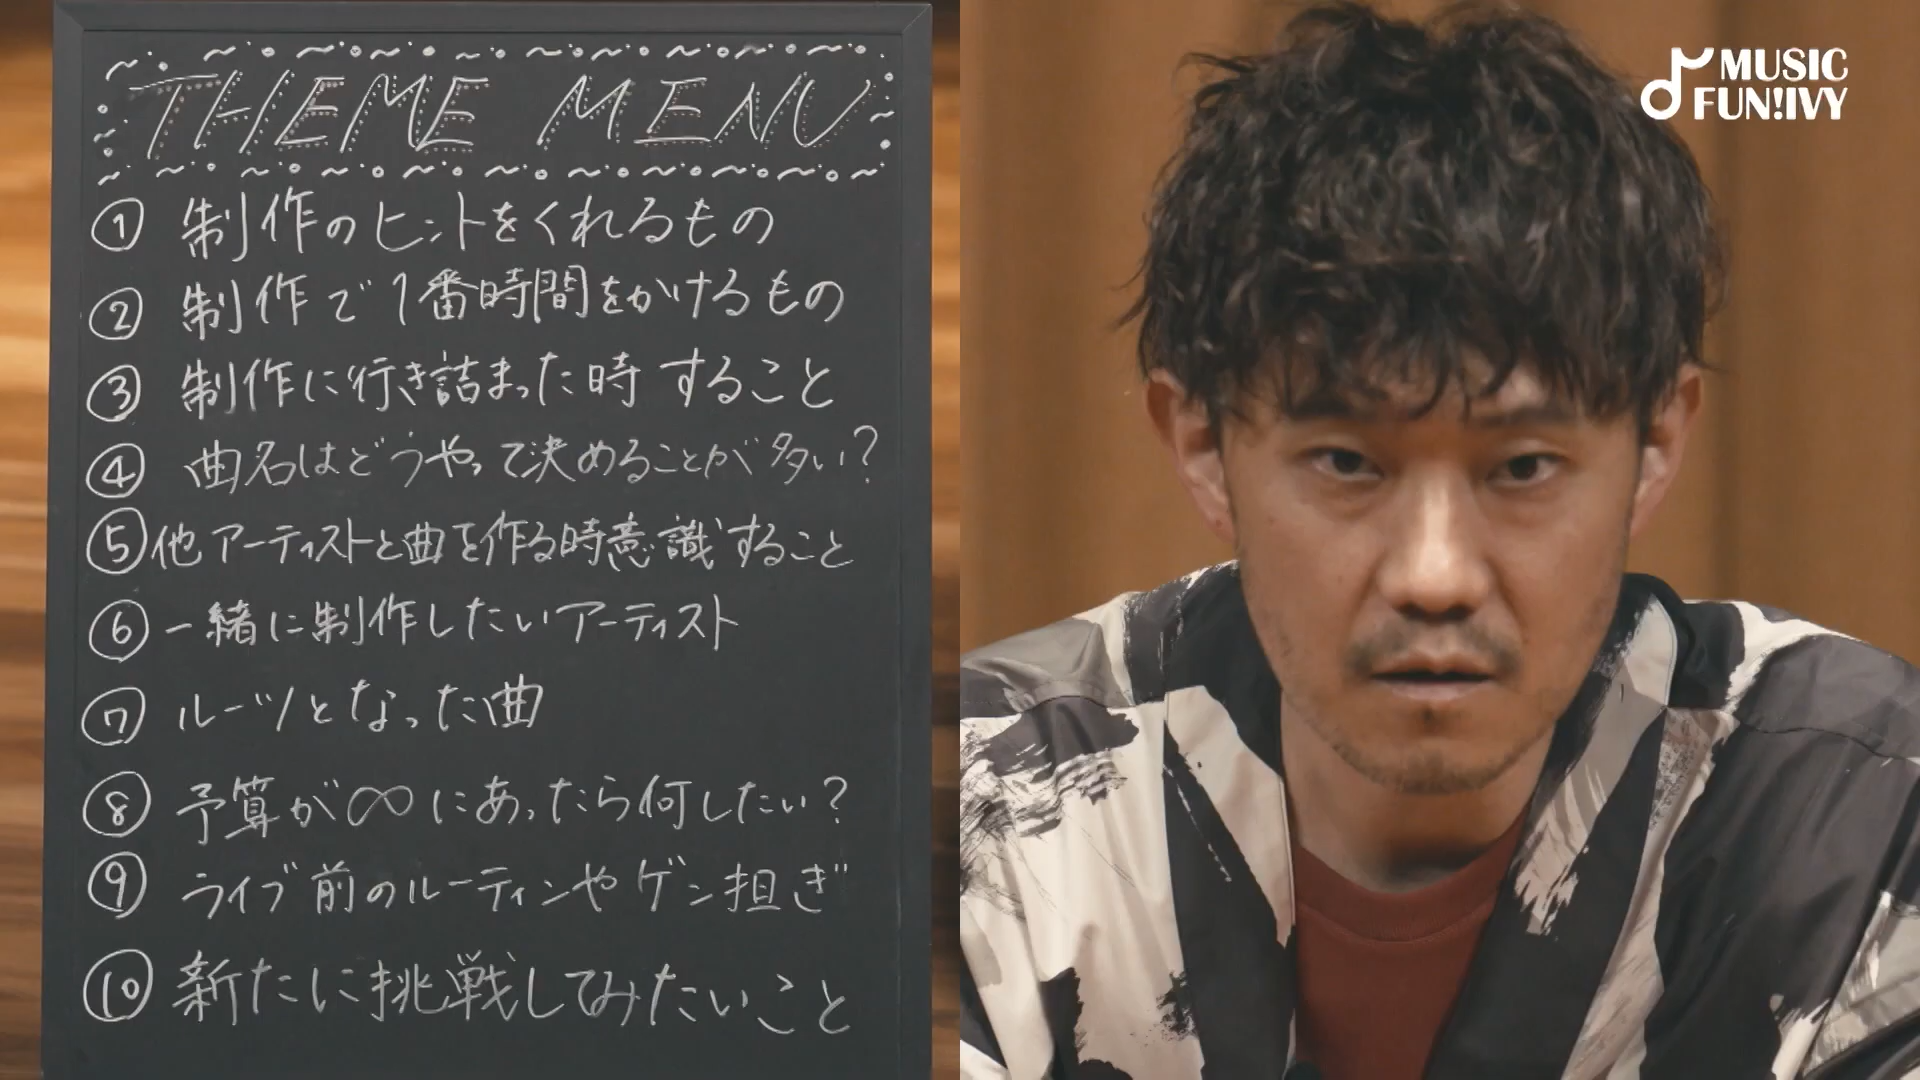 THEME MENU
① 制作のヒントをくれるもの
② 制作で1番時間をかけるもの
③ 制作に行き詰まった時 すること
④ 曲名はどうやって決めることが多い?
⑤ 他アーティストと曲を作る時意識すること
⑥ 一緒に制作したいアーティスト
⑦ ルーツとなった曲
⑧ 予算が∞にあったら何したい?
⑨ ライブ前のルーティンやゲン担ぎ
⑩ 新たに挑戦してみたいこと
MUSIC
FUN!IVY